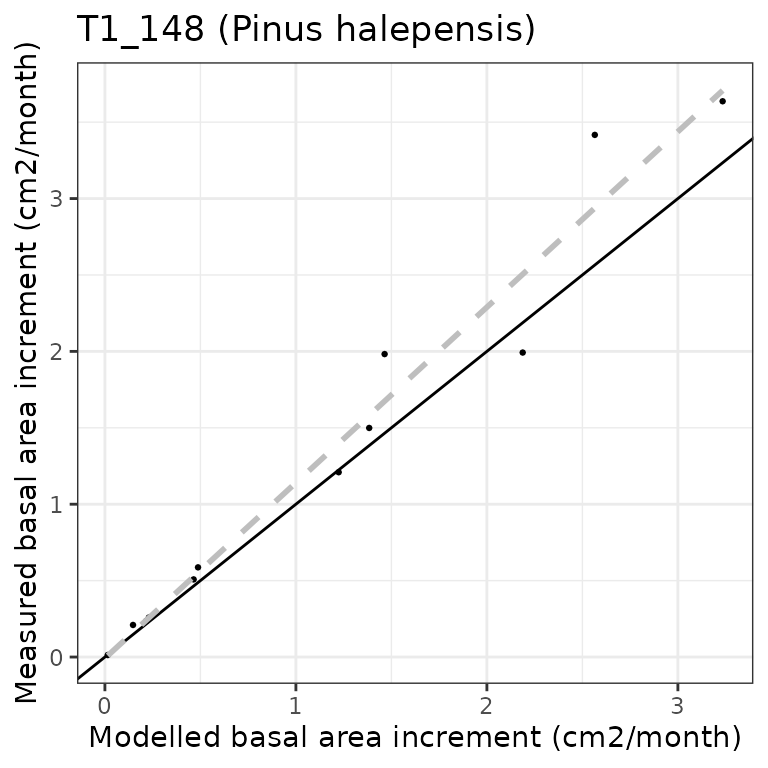 T1_148 (Pinus halepensis)
Measured basal area increment (cm2/month)
3
2
1
0
0 1 2 3
Modelled basal area increment (cm2/month)